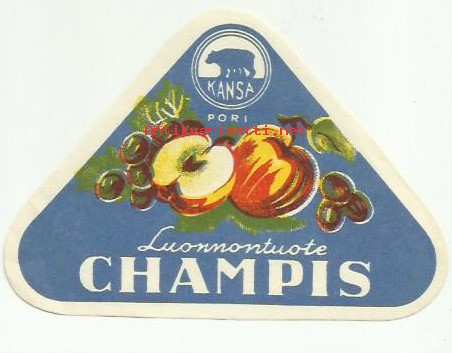 KANSA
PORI
Luonnontuote
CHAMPIS